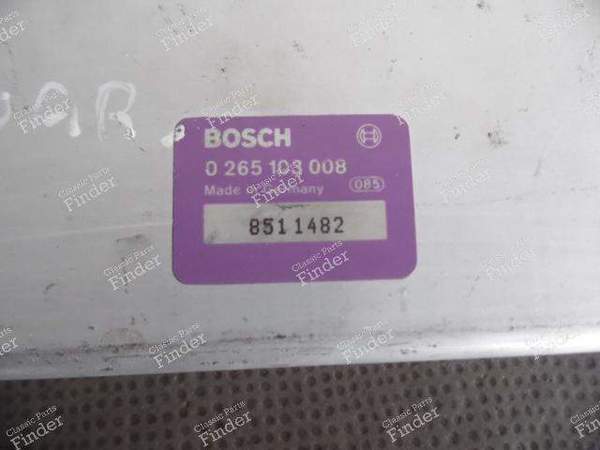 BOSCH
0 265 103 008
Made in Germany
085
8511482
Classic Parts
Finder